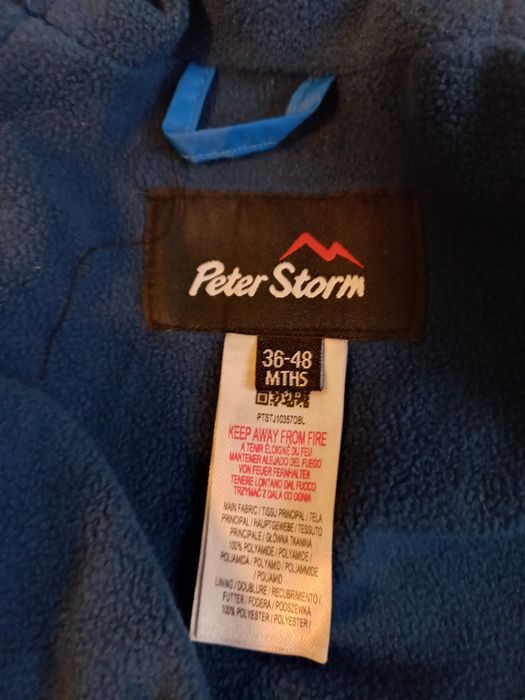 Peter Storm
36-48
MTHS
PTSTJ10357DBL
KEEP AWAY FROM FIRE
A TENIR ÉLOIGNÉ DU FEU
MANTENER ALEJADO DEL FUEGO
VON FEUER FERNHALTEN
TENERE LONTANO DAL FUOCO
TRZYMAĆ Z DALA OD OGNIA
MAIN FABRIC / TISSU PRINCIPAL / TELA
PRINCIPAL / HAUPTGEWEBE / TESSUTO
PRINCIPALE / GŁÓWNA TKANINA
100% POLYAMIDE / POLYAMIDE /
POLIAMIDA / POLYAMID / POLIAMMIDE
/ POLIAMID
LINING / DOUBLURE / RECUBRIMIENTO /
FUTTER / FODERA / PODSZEWKA
100% POLYESTER / POLYESTER /